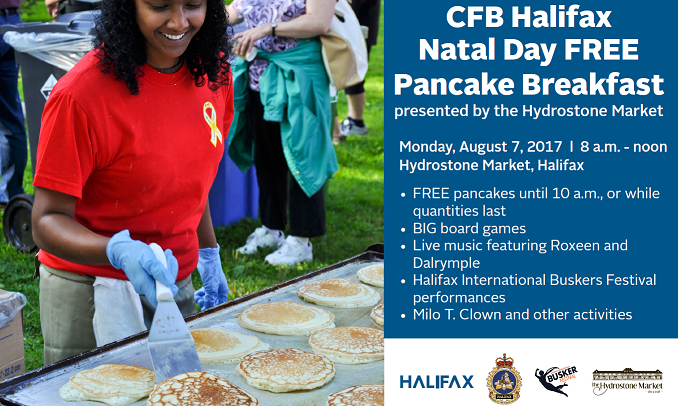 CFB Halifax
Natal Day FREE
Pancake Breakfast
presented by the Hydrostone Market
Monday, August 7, 2017 I 8 a.m. - noon
Hydrostone Market, Halifax
• FREE pancakes until 10 a.m., or while
quantities last
• BIG board games
• Live music featuring Roxeen and
Dalrymple
• Halifax International Buskers Festival
performances
• Milo T. Clown and other activities
HALIFAX
BUSKER
the Hydrostone Market